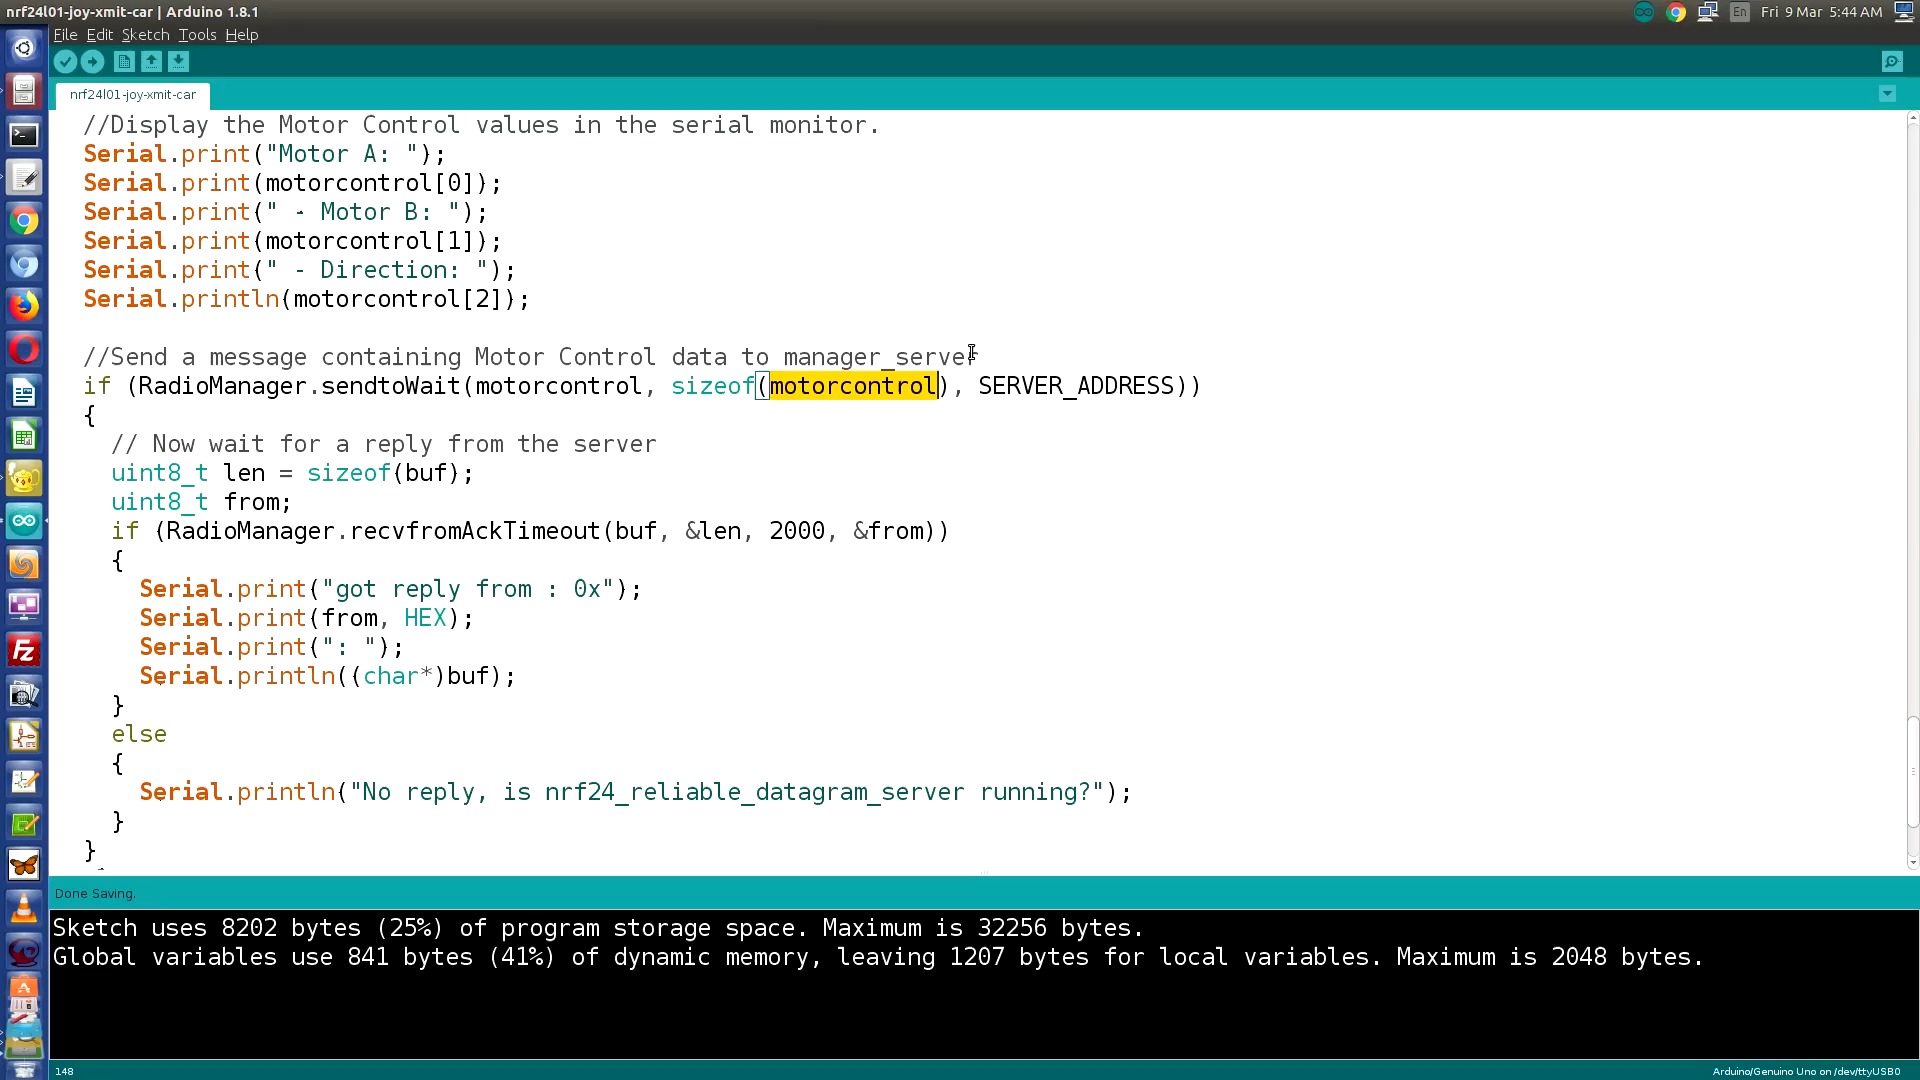 nrf24l01-joy-xmit-car | Arduino 1.8.1
En
Fri 9 Mar 5:44 AM
File Edit Sketch Tools Help
nrf24l01-joy-xmit-car
//Display the Motor Control values in the serial monitor.
Serial.print("Motor A: ");
Serial.print(motorcontrol[0]);
Serial.print(" - Motor B: ");
Serial.print(motorcontrol[1]);
Serial.print(" - Direction: ");
Serial.println(motorcontrol[2]);
//Send a message containing Motor Control data to manager_server
if (RadioManager.sendtoWait(motorcontrol, sizeof(motorcontrol), SERVER_ADDRESS))
{
// Now wait for a reply from the server
uint8_t len = sizeof(buf);
uint8_t from;
if (RadioManager.recvfromAckTimeout(buf, &len, 2000, &from))
{
Serial.print("got reply from : 0x");
Serial.print(from, HEX);
Serial.print(": ");
Serial.println((char*)buf);
}
else
{
Serial.println("No reply, is nrf24_reliable_datagram_server running?");
}
}
Done Saving.
Sketch uses 8202 bytes (25%) of program storage space. Maximum is 32256 bytes.
Global variables use 841 bytes (41%) of dynamic memory, leaving 1207 bytes for local variables. Maximum is 2048 bytes.
148
Arduino/Genuino Uno on /dev/ttyUSB0